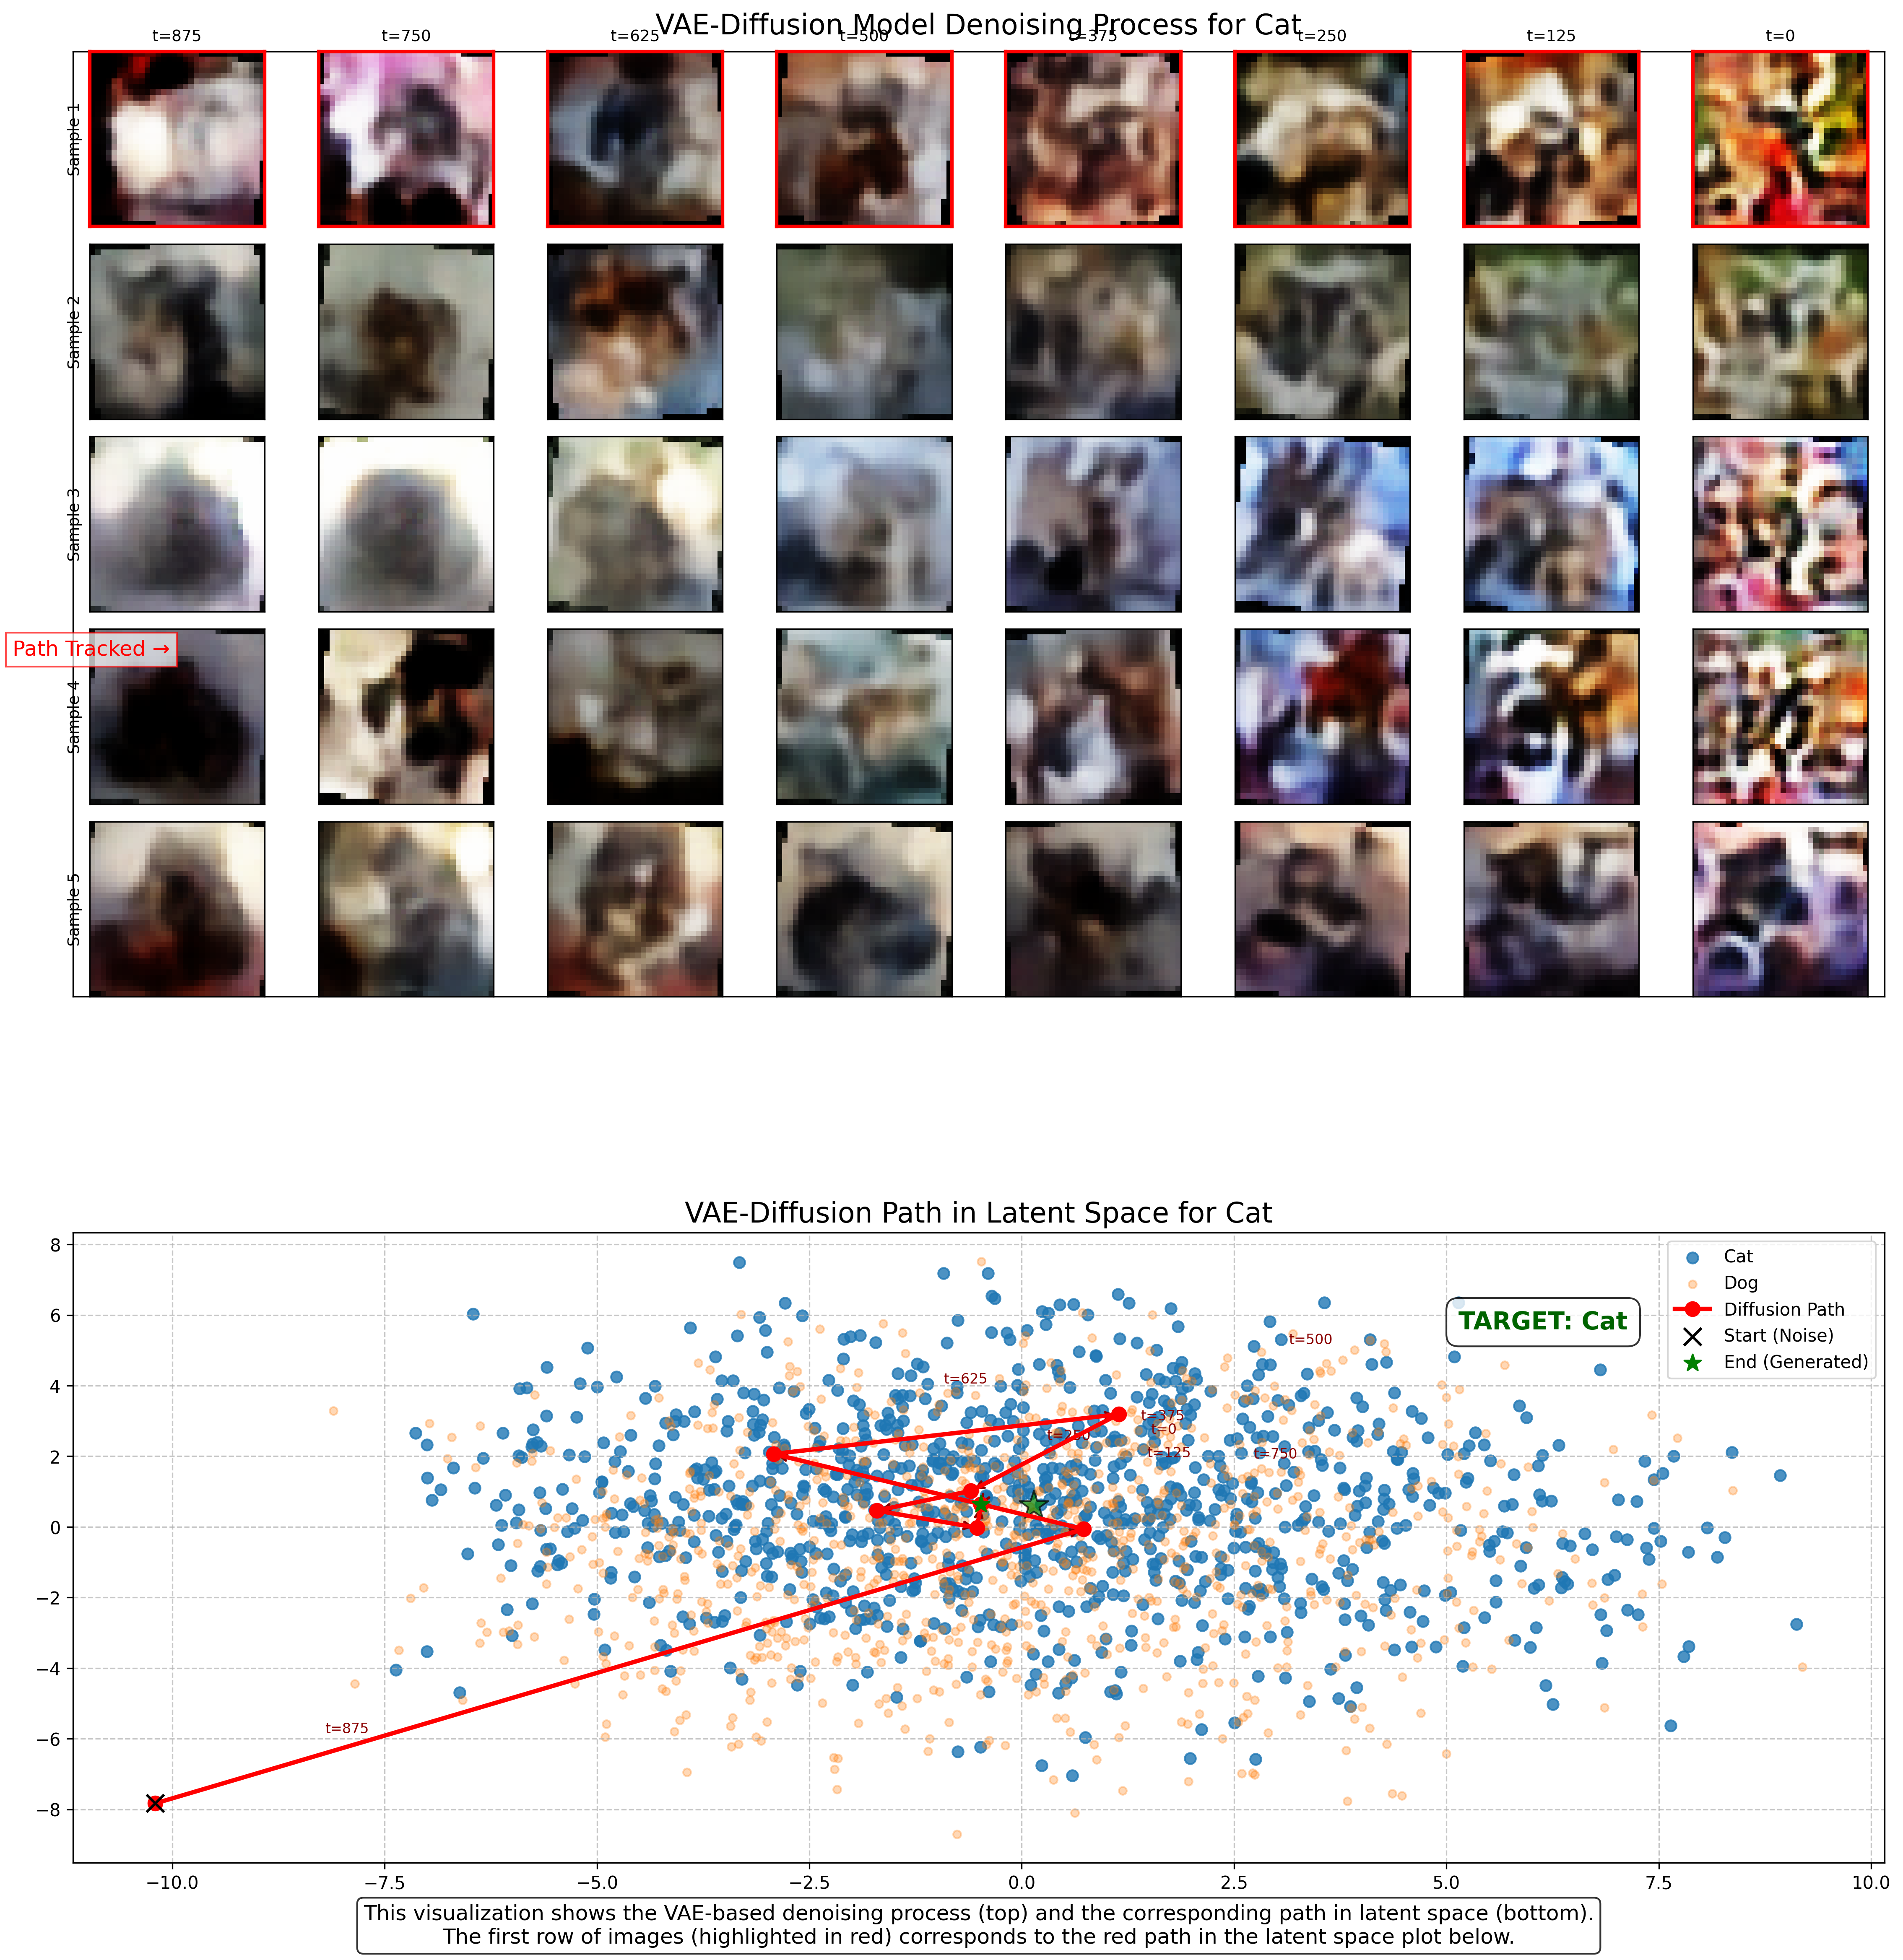 VAE-Diffusion Model Denoising Process for Cat
t=875 t=750 t=625 t=500 t=375 t=250 t=125 t=0
Sample 1
Sample 2
Sample 3
Path Tracked →
Sample 4
Sample 5
VAE-Diffusion Path in Latent Space for Cat
8
6
4
2
0
−2
−4
−6
−8
Cat
Dog
Diffusion Path
Start (Noise)
End (Generated)
TARGET: Cat
t=500
t=625
t=375
t=0
t=250
t=125
t=750
t=875
−10.0 −7.5 −5.0 −2.5 0.0 2.5 5.0 7.5 10.0
This visualization shows the VAE-based denoising process (top) and the corresponding path in latent space (bottom).
The first row of images (highlighted in red) corresponds to the red path in the latent space plot below.